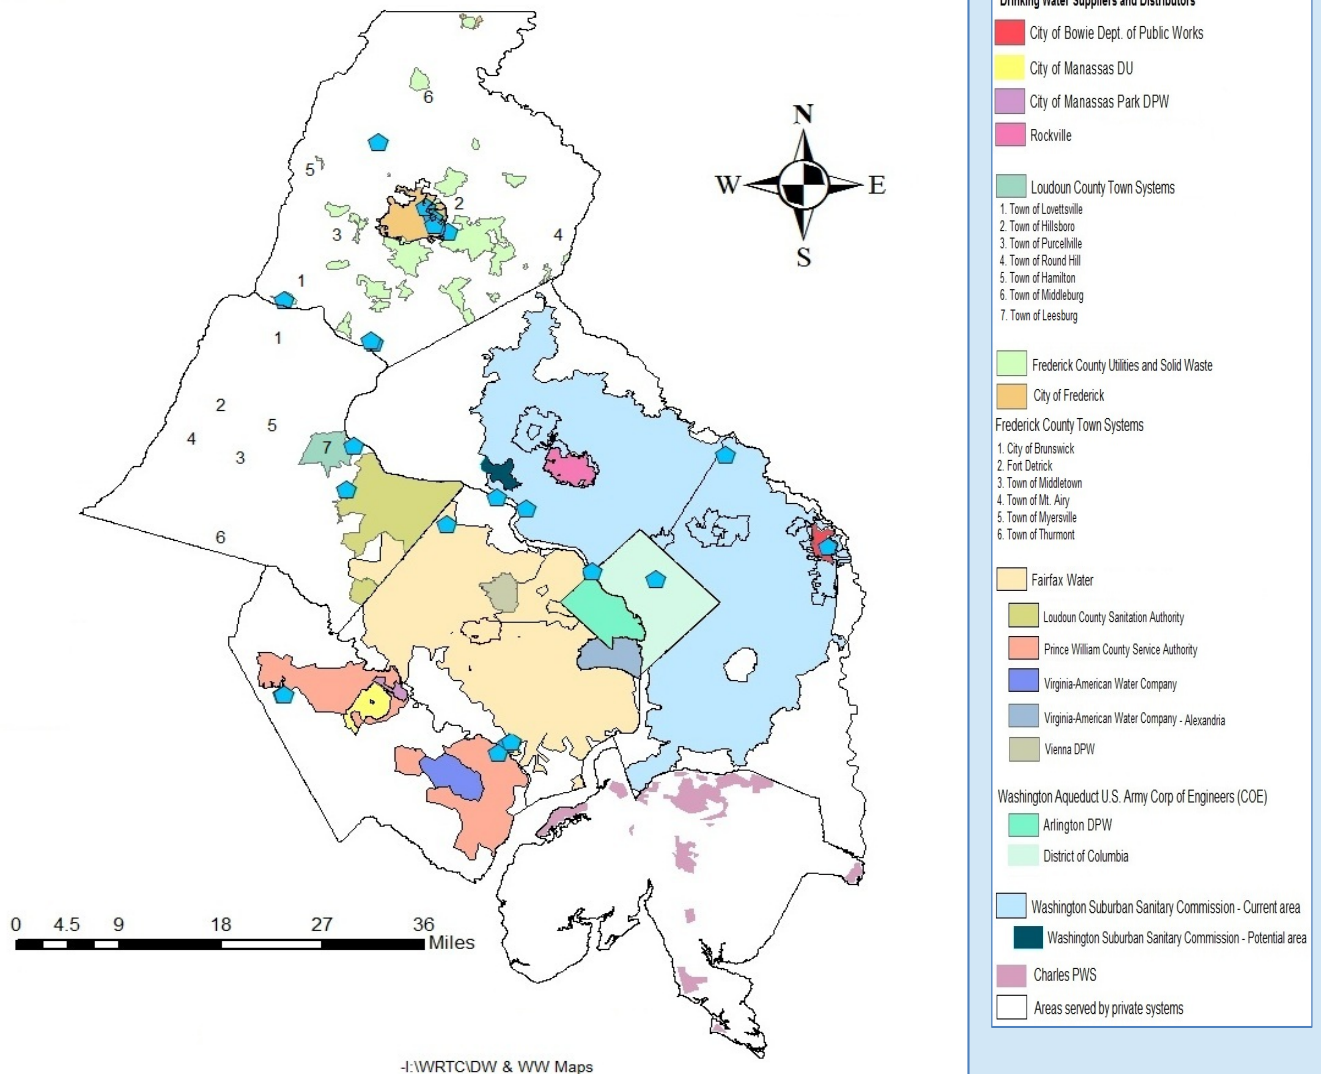 Drinking Water Suppliers and Distributors
City of Bowie Dept. of Public Works
City of Manassas DU
City of Manassas Park DPW
Rockville
Loudoun County Town Systems
1. Town of Lovettsville
2. Town of Hillsboro
3. Town of Purcellville
4. Town of Round Hill
5. Town of Hamilton
6. Town of Middleburg
7. Town of Leesburg
Frederick County Utilities and Solid Waste
City of Frederick
Frederick County Town Systems
1. City of Brunswick
2. Fort Detrick
3. Town of Middletown
4. Town of Mt. Airy
5. Town of Myersville
6. Town of Thurmont
Fairfax Water
Loudoun County Sanitation Authority
Prince William County Service Authority
Virginia-American Water Company
Virginia-American Water Company - Alexandria
Vienna DPW
Washington Aqueduct U.S. Army Corp of Engineers (COE)
Arlington DPW
District of Columbia
Washington Suburban Sanitary Commission - Current area
Washington Suburban Sanitary Commission - Potential area
Charles PWS
Areas served by private systems
N
W E
S
6
5
2
3
4
1
1
2
5
4
3
7
6
0 4.5 9 18 27 36
Miles
-I:\WRTC\DW & WW Maps